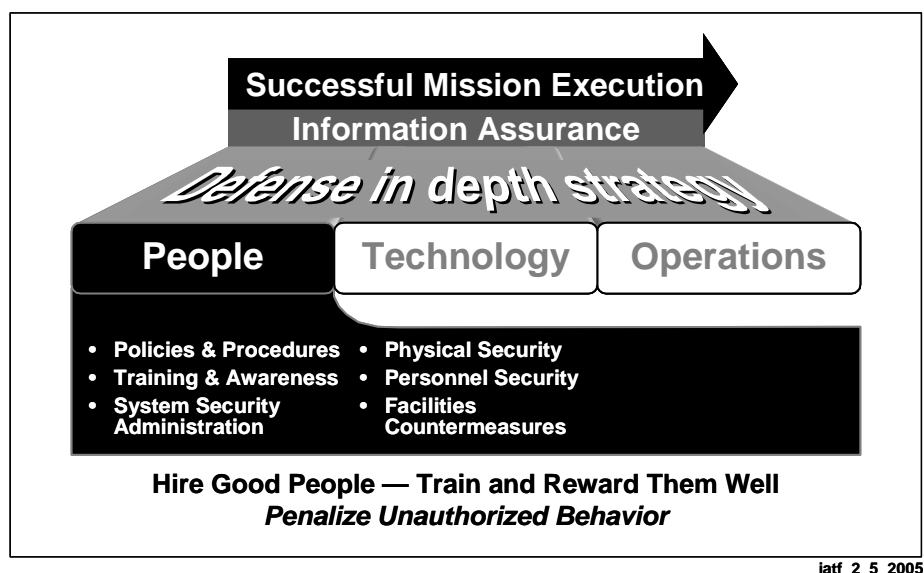 Successful Mission Execution
Information Assurance
Defense in depth strategy
People
Technology
Operations
• Policies & Procedures
• Training & Awareness
• System Security
Administration
• Physical Security
• Personnel Security
• Facilities
Countermeasures
Hire Good People — Train and Reward Them Well
Penalize Unauthorized Behavior
iatf_2_5_2005